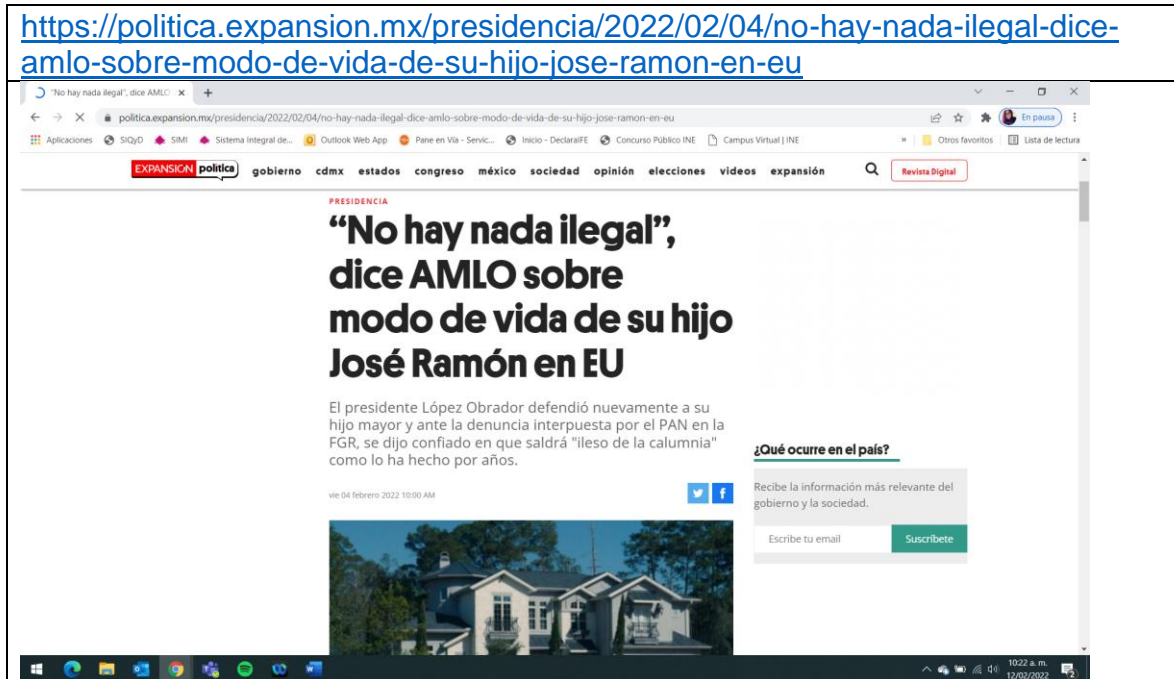 https://politica.expansion.mx/presidencia/2022/02/04/no-hay-nada-ilegal-dice-
amlo-sobre-modo-de-vida-de-su-hijo-jose-ramon-en-eu
"No hay nada ilegal", dice AMLO
politica.expansion.mx/presidencia/2022/02/04/no-hay-nada-ilegal-dice-amlo-sobre-modo-de-vida-de-su-hijo-jose-ramon-en-eu
En pausa
Aplicaciones SIQyD SIMI Sistema Integral de... Outlook Web App Pane en Vía - Servic... Inicio - DeclaraIFE Concurso Público INE Campus Virtual | INE » Otros favoritos Lista de lectura
EXPANSIÓN política gobierno cdmx estados congreso méxico sociedad opinión elecciones videos expansión Revista Digital
PRESIDENCIA
“No hay nada ilegal”,
dice AMLO sobre
modo de vida de su hijo
José Ramón en EU
El presidente López Obrador defendió nuevamente a su
hijo mayor y ante la denuncia interpuesta por el PAN en la
FGR, se dijo confiado en que saldrá "ileso de la calumnia"
como lo ha hecho por años.
vie 04 febrero 2022 10:00 AM
¿Qué ocurre en el país?
Recibe la información más relevante del
gobierno y la sociedad.
Escribe tu email Suscríbete
10:22 a. m.
12/02/2022